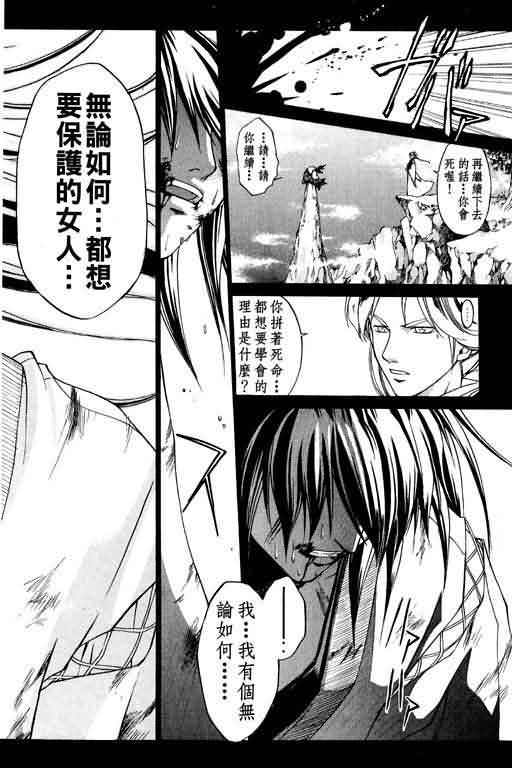 再繼續下去
的話…你會
死喔！
…請…請
你繼續…
……
你拼著死命
都想要學會的
理由是什麼？
我…我有個無
論如何……
無論如何…都想
要保護的女人…